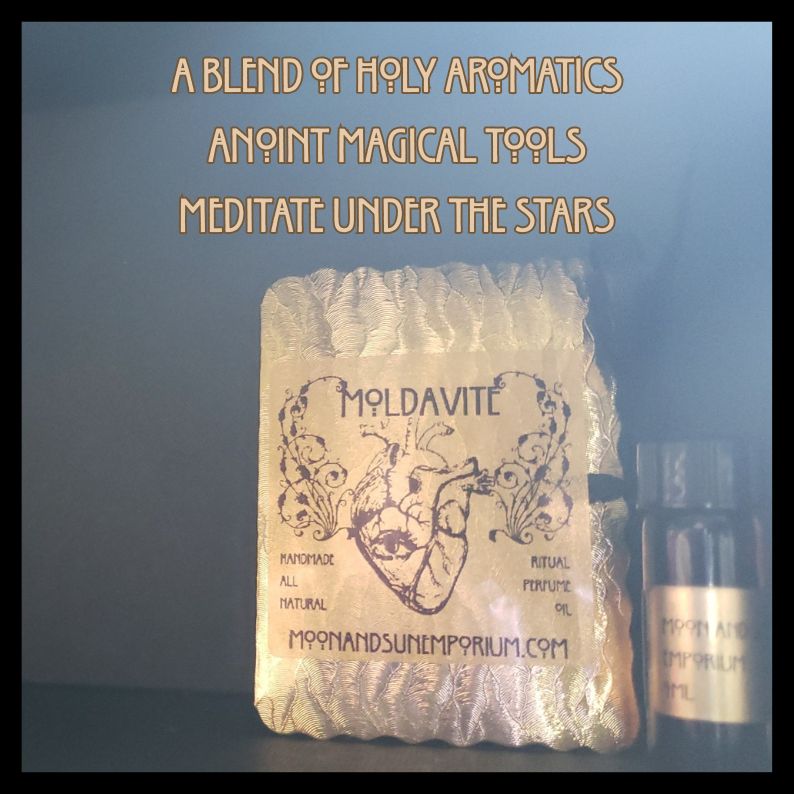 A BLEND OF HOLY AROMATICS
ANOINT MAGICAL TOOLS
MEDITATE UNDER THE STARS
MOLDAVITE
HANDMADE
ALL
NATURAL
RITUAL
PERFUME
OIL
MOONANDSUNEMPORIUM.COM
MOON AND
EMPORIUM